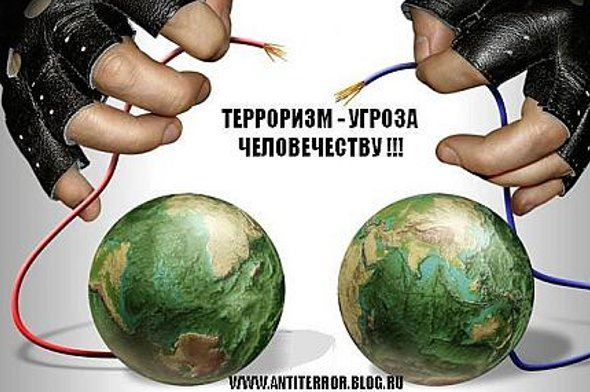 ТЕРРОРИЗМ - УГРОЗА
ЧЕЛОВЕЧЕСТВУ !!!
WWW.ANTITERROR.BLOG.RU